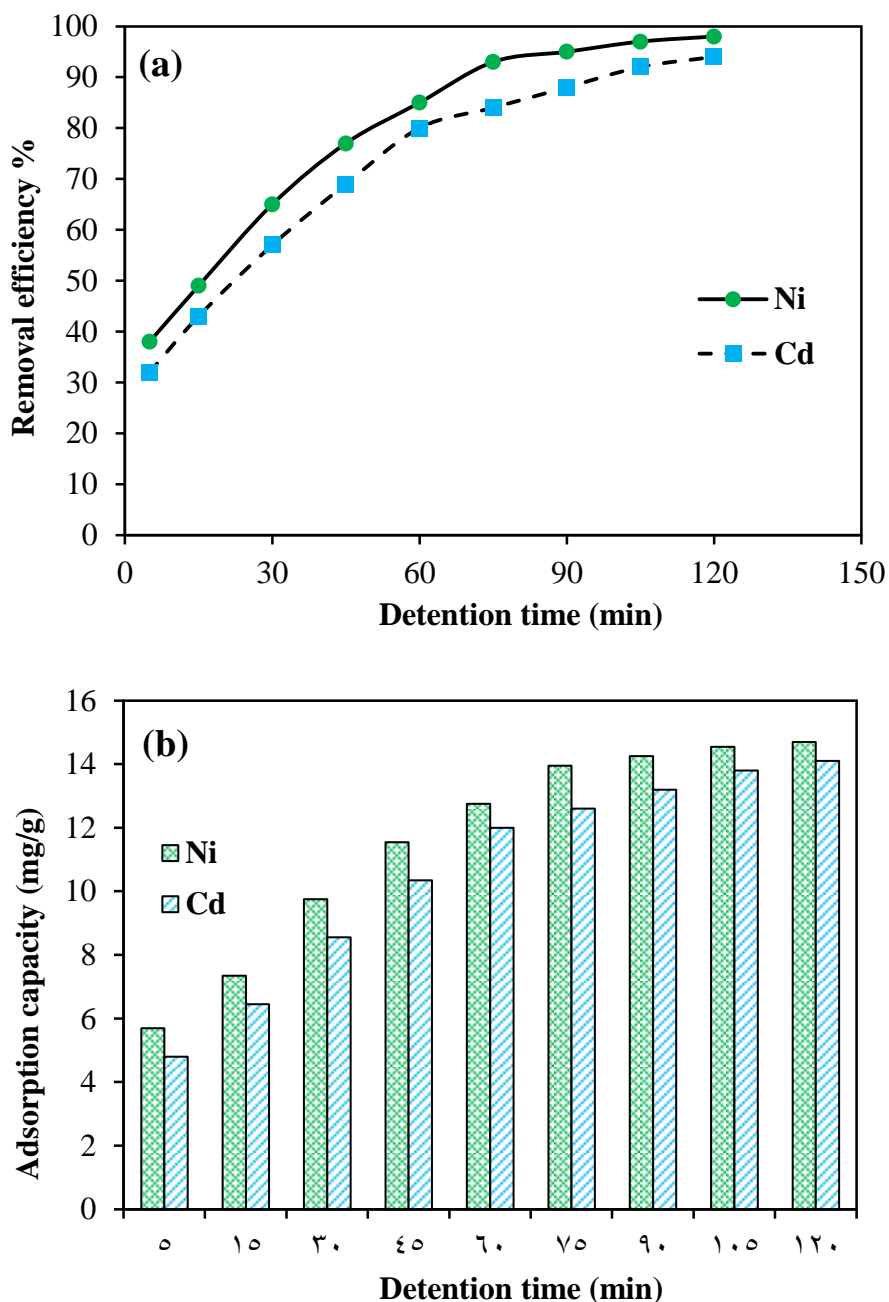 (a)
Removal efficiency %
100
90
80
70
60
50
40
30
20
10
0
Ni
Cd
0 30 60 90 120 150
Detention time (min)
(b)
Adsorption capacity (mg/g)
16
14
12
10
8
6
4
2
0
Ni
Cd
٥ ١٥ ٣٠ ٤٥ ٦٠ ٧٥ ٩٠ ١٠٥ ١٢٠
Detention time (min)